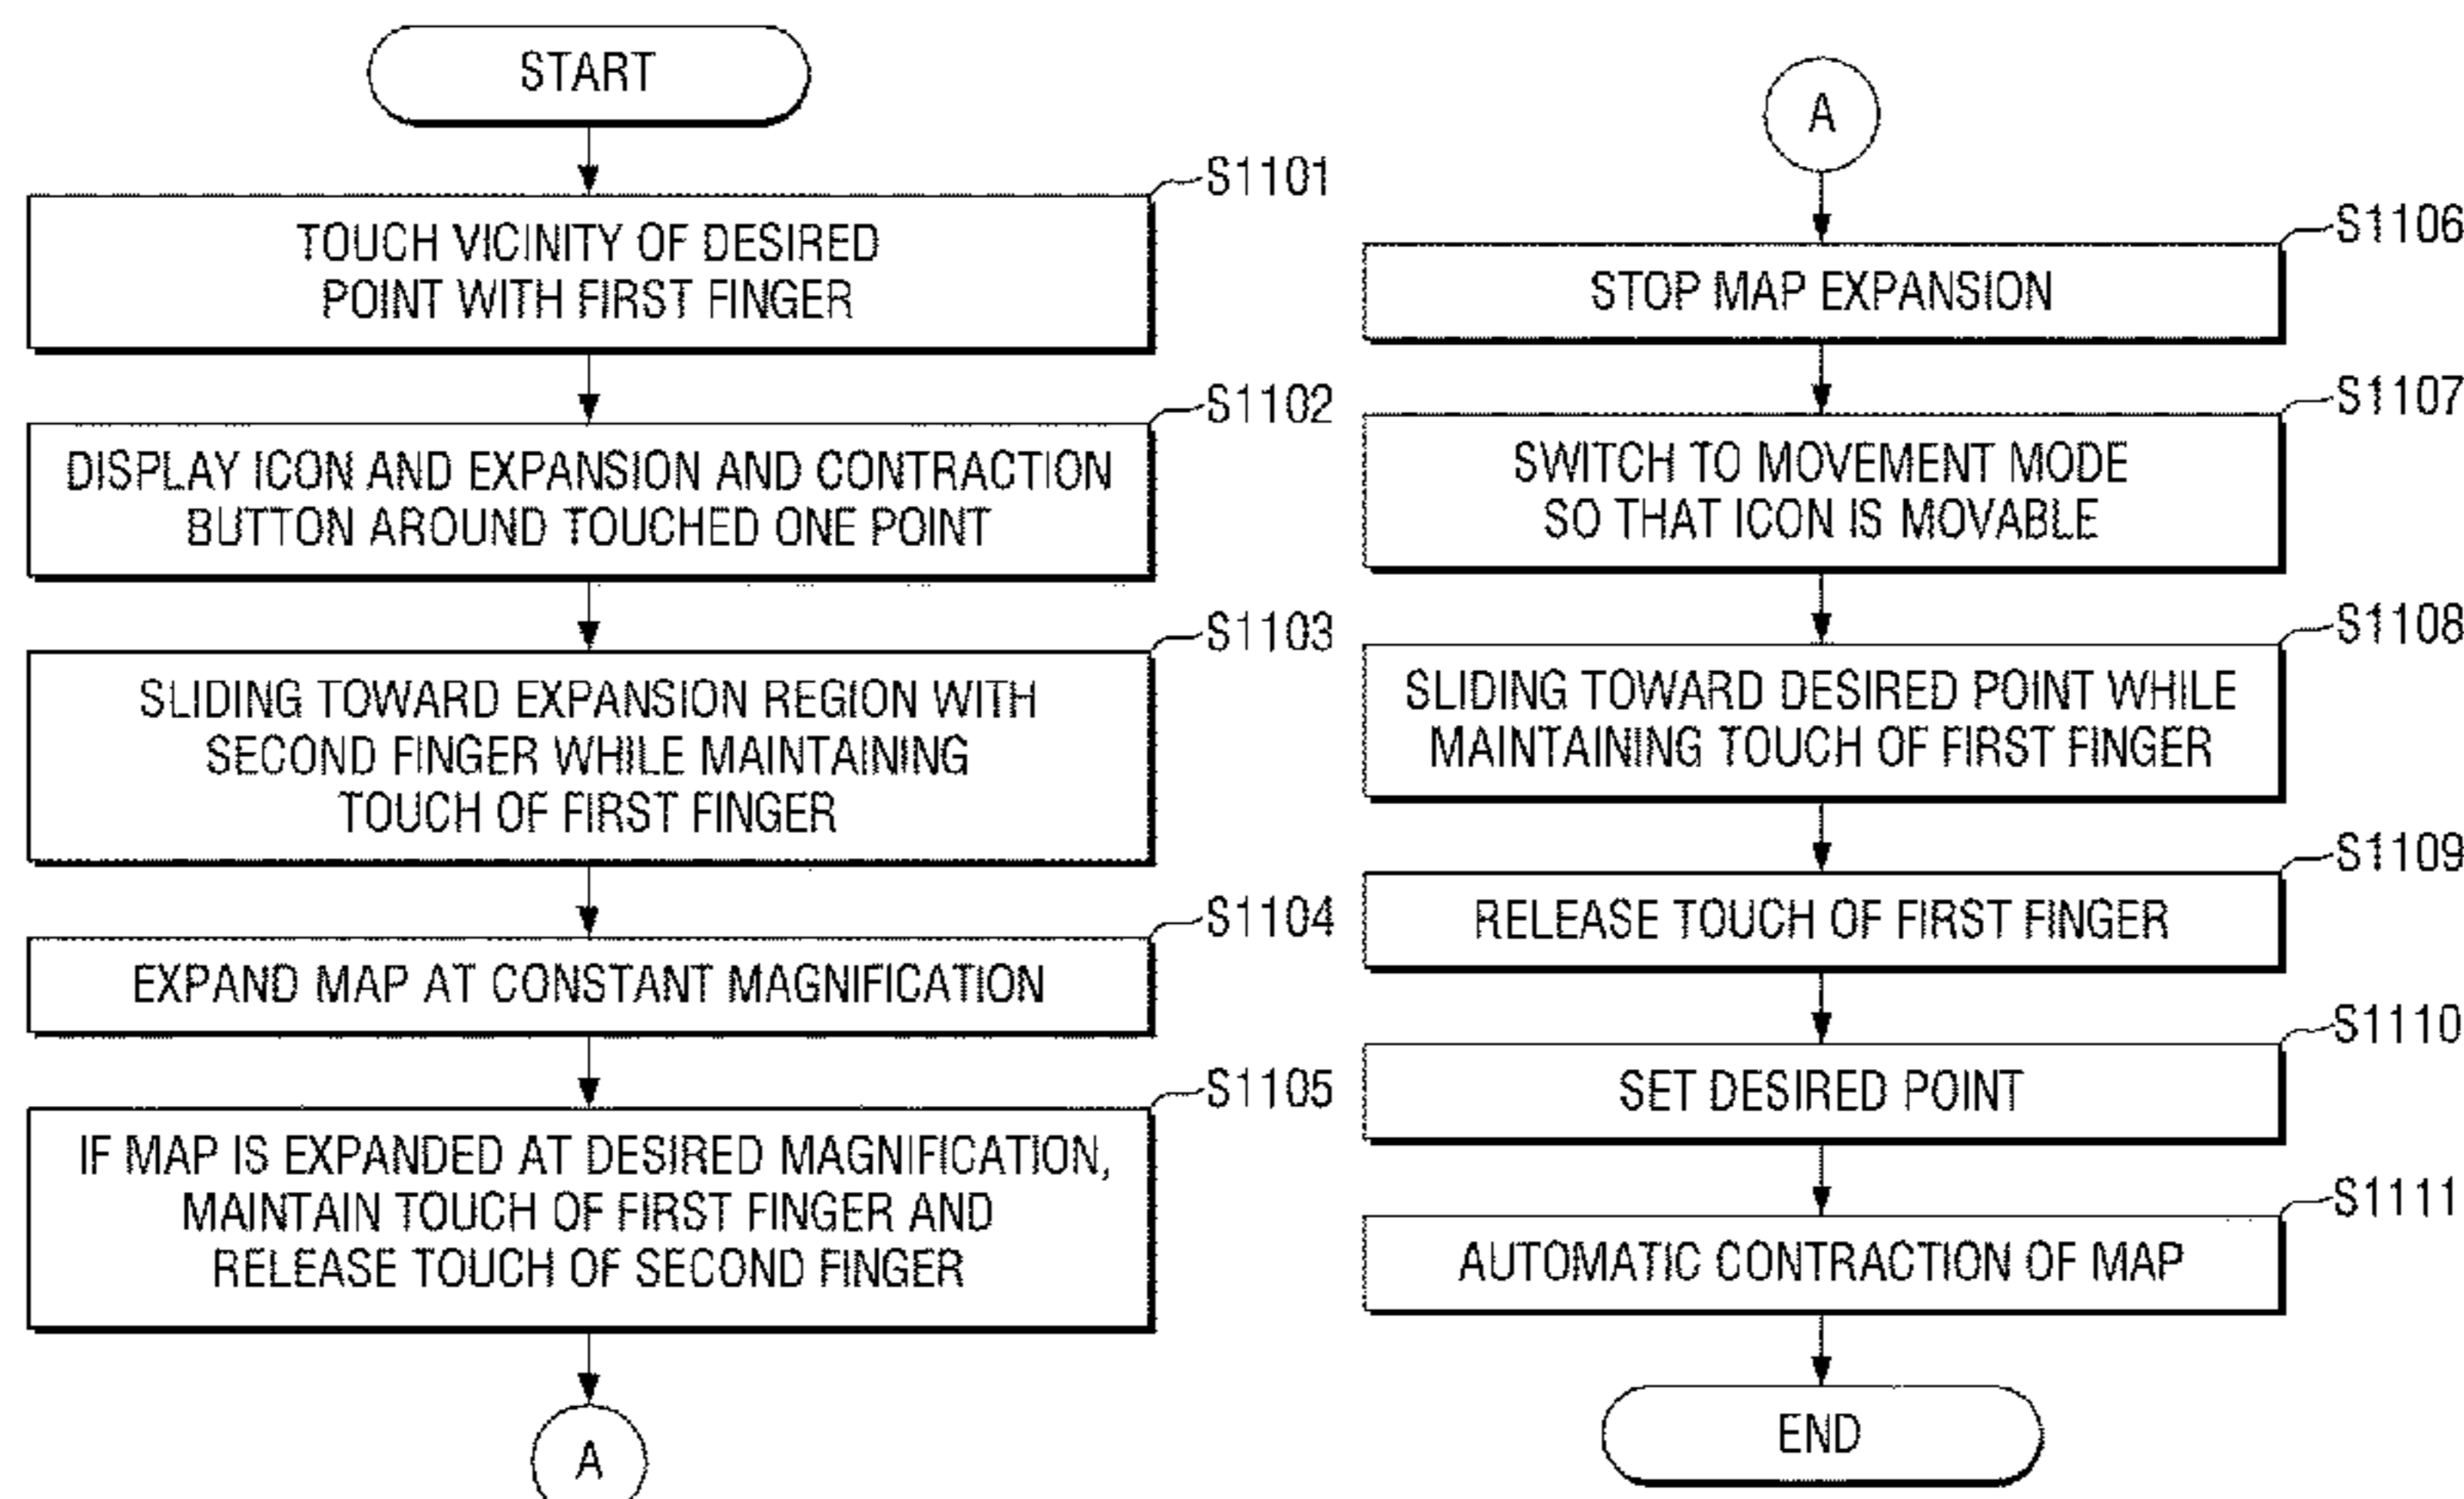 START
S1101
TOUCH VICINITY OF DESIRED
POINT WITH FIRST FINGER
S1102
DISPLAY ICON AND EXPANSION AND CONTRACTION
BUTTON AROUND TOUCHED ONE POINT
S1103
SLIDING TOWARD EXPANSION REGION WITH
SECOND FINGER WHILE MAINTAINING
TOUCH OF FIRST FINGER
S1104
EXPAND MAP AT CONSTANT MAGNIFICATION
S1105
IF MAP IS EXPANDED AT DESIRED MAGNIFICATION,
MAINTAIN TOUCH OF FIRST FINGER AND
RELEASE TOUCH OF SECOND FINGER
A
A
S1106
STOP MAP EXPANSION
S1107
SWITCH TO MOVEMENT MODE
SO THAT ICON IS MOVABLE
S1108
SLIDING TOWARD DESIRED POINT WHILE
MAINTAINING TOUCH OF FIRST FINGER
S1109
RELEASE TOUCH OF FIRST FINGER
S1110
SET DESIRED POINT
S1111
AUTOMATIC CONTRACTION OF MAP
END